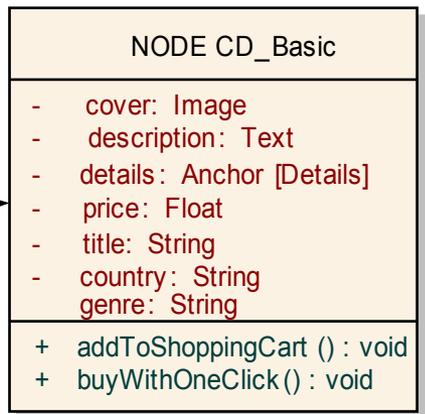 NODE CD_Basic
- cover: Image
- description: Text
- details: Anchor [Details]
- price: Float
- title: String
- country: String
genre: String
+ addToShoppingCart () : void
+ buyWithOneClick() : void